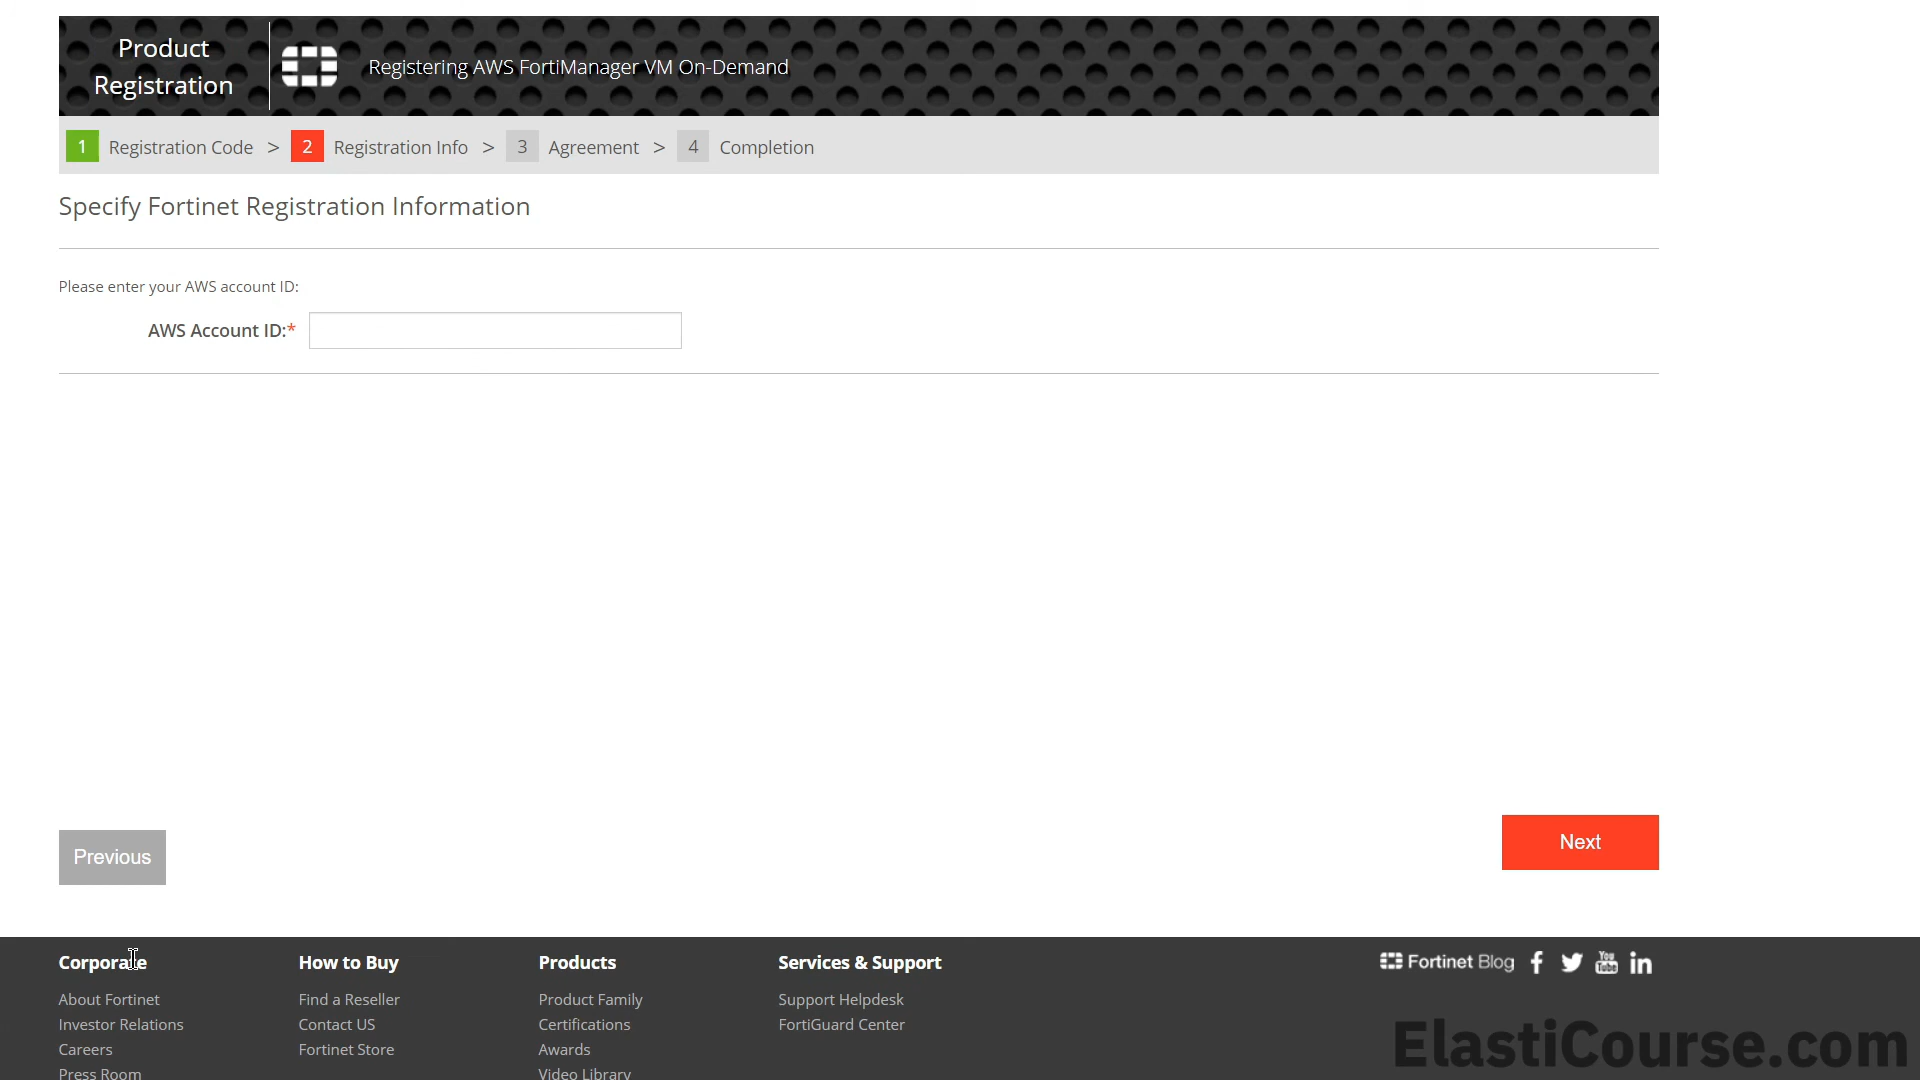 Product
Registration
Registering AWS FortiManager VM On-Demand
1 Registration Code > 2 Registration Info > 3 Agreement > 4 Completion
Specify Fortinet Registration Information
Please enter your AWS account ID:
AWS Account ID:*
Previous
Next
Corporate
How to Buy
Products
Services & Support
Fortinet Blog
You Tube
in
About Fortinet
Find a Reseller
Product Family
Support Helpdesk
Investor Relations
Contact US
Certifications
FortiGuard Center
Careers
Fortinet Store
Awards
Press Room
Video Library
ElastiCourse.com